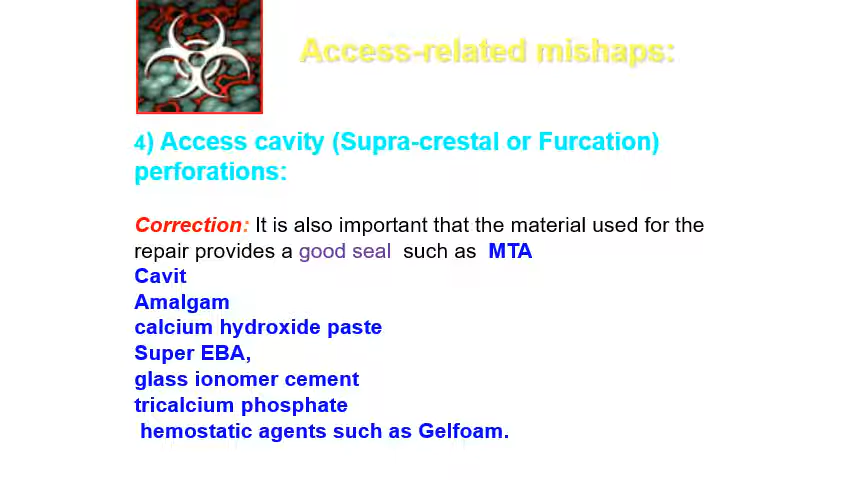 Access-related mishaps:
4) Access cavity (Supra-crestal or Furcation)
perforations:
Correction: It is also important that the material used for the
repair provides a good seal such as MTA
Cavit
Amalgam
calcium hydroxide paste
Super EBA,
glass ionomer cement
tricalcium phosphate
hemostatic agents such as Gelfoam.